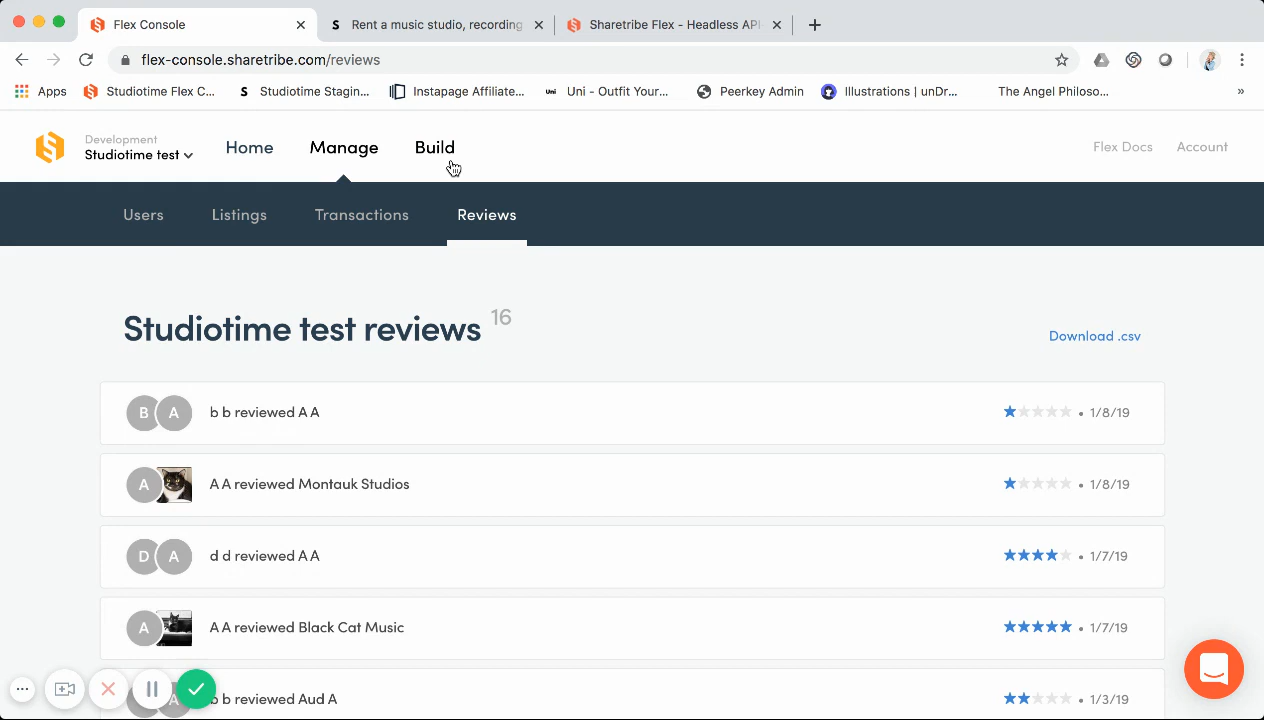 Flex Console
Rent a music studio, recording
Sharetribe Flex - Headless API
flex-console.sharetribe.com/reviews
Apps
Studiotime Flex C...
S
Studiotime Stagin...
Instapage Affiliate...
Uni
Uni - Outfit Your...
Peerkey Admin
Illustrations | unDr...
The Angel Philoso...
»
Development
Studiotime test
Home
Manage
Build
Flex Docs
Account
Users
Listings
Transactions
Reviews
Studiotime test reviews 16
Download .csv
B A b b reviewed A A • 1/8/19
A A A reviewed Montauk Studios • 1/8/19
D A d d reviewed A A • 1/7/19
A A A reviewed Black Cat Music • 1/7/19
A b b reviewed Aud A • 1/3/19